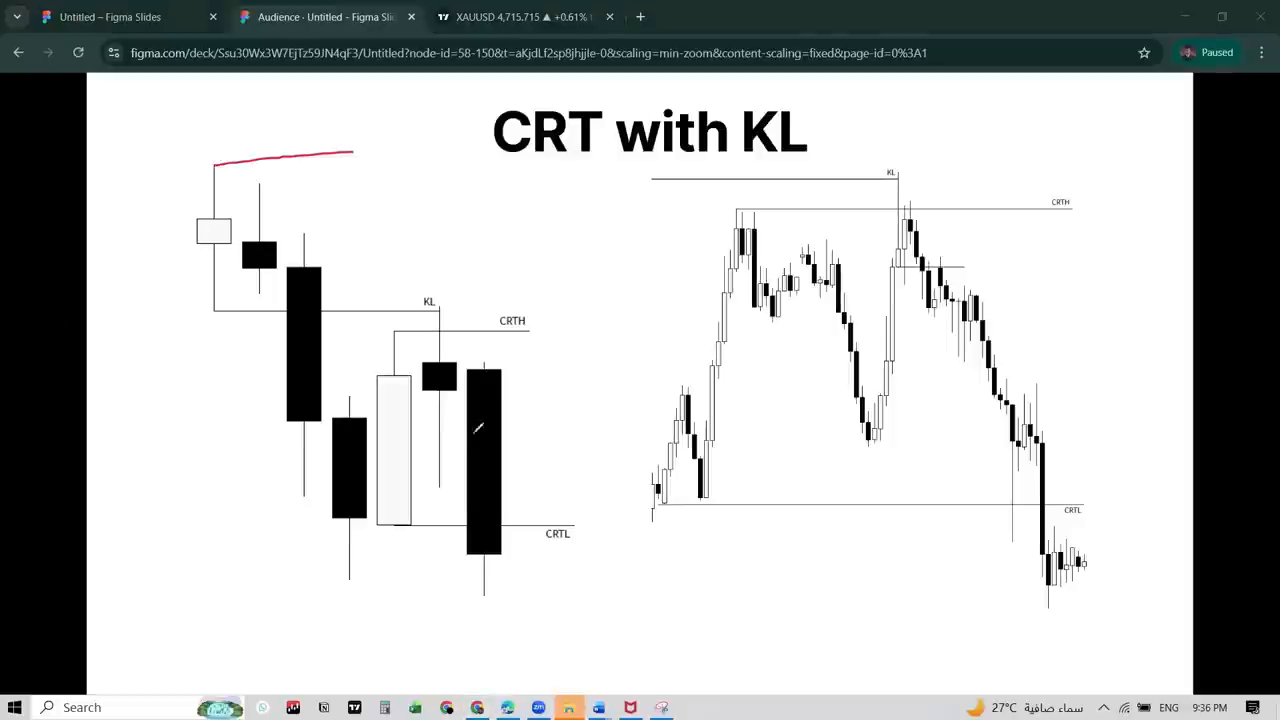 Untitled – Figma Slides
Audience · Untitled – Figma Slides
XAUUSD 4,715.715 ▲ +0.61%
figma.com/deck/Ssu30Wx3W7EjTz59JN4qF3/Untitled?node-id=58-150&t=aKjdLf2sp8jhjjIe-0&scaling=min-zoom&content-scaling=fixed&page-id=0%3A1
Paused
CRT with KL
KL
CRTH
CRTL
KL
CRTH
CRTL
Search
27°C سماء صافية
ENG
9:36 PM